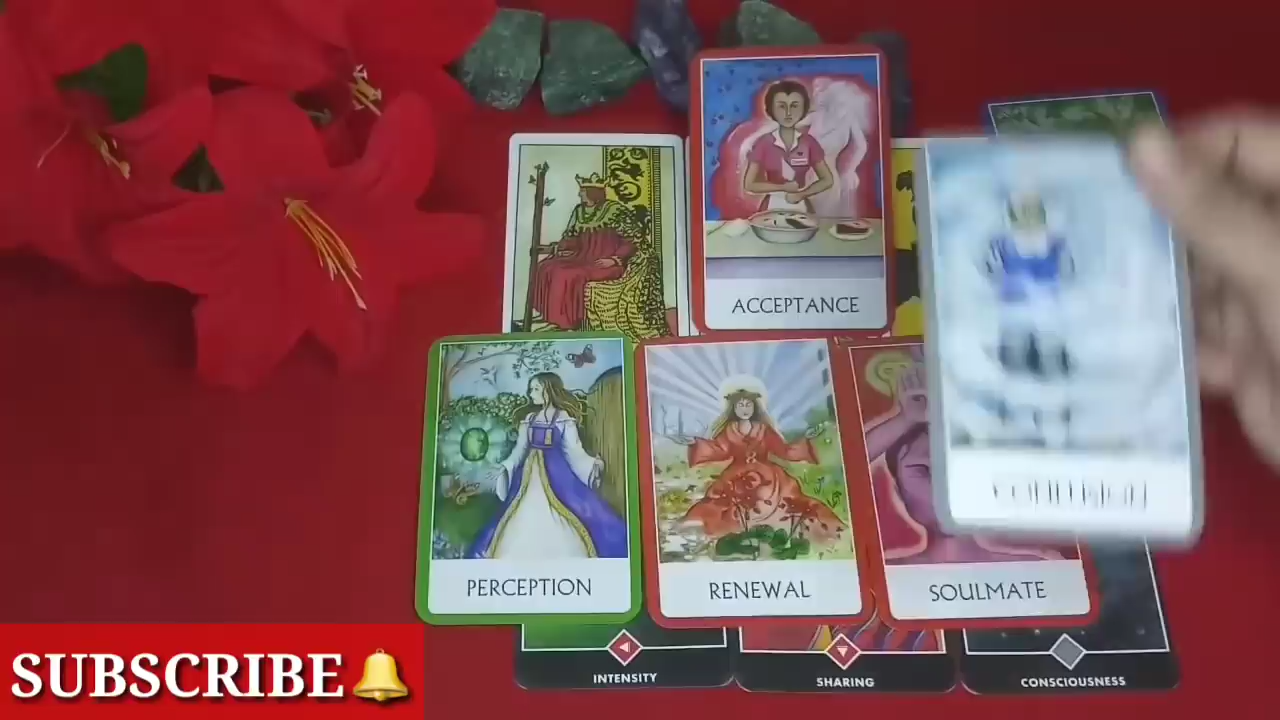 ACCEPTANCE
PERCEPTION
RENEWAL
SOULMATE
INTENSITY
SHARING
CONSCIOUSNESS
SUBSCRIBE